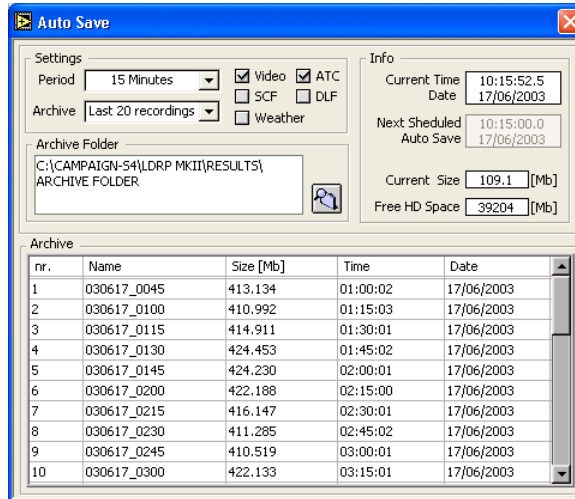 Auto Save
Settings
Period 15 Minutes
Archive Last 20 recordings
Video ATC
SCF DLF
Weather
Info
Current Time 10:15:52.5
Date 17/06/2003
Next Sheduled 10:15:00.0
Auto Save 17/06/2003
Current Size 109.1 [Mb]
Free HD Space 39204 [Mb]
Archive Folder
C:\CAMPAIGN-S4\LDRP MKII\RESULTS\
ARCHIVE FOLDER
Archive
nr. Name Size [Mb] Time Date
1 030617_0045 413.134 01:00:02 17/06/2003
2 030617_0100 410.992 01:15:03 17/06/2003
3 030617_0115 414.911 01:30:01 17/06/2003
4 030617_0130 424.453 01:45:02 17/06/2003
5 030617_0145 424.230 02:00:01 17/06/2003
6 030617_0200 422.188 02:15:00 17/06/2003
7 030617_0215 416.147 02:30:01 17/06/2003
8 030617_0230 411.285 02:45:02 17/06/2003
9 030617_0245 410.519 03:00:01 17/06/2003
10 030617_0300 422.133 03:15:01 17/06/2003